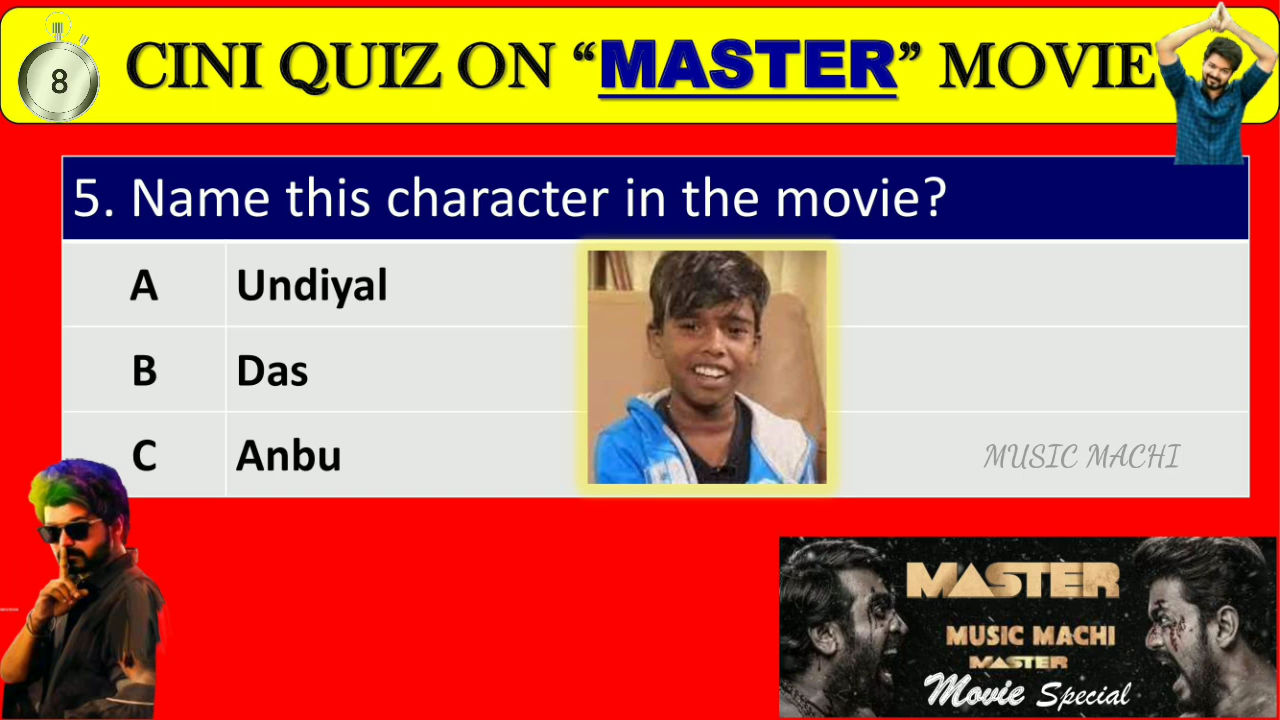 8
CINI QUIZ ON “MASTER” MOVIE
5. Name this character in the movie?
A Undiyal
B Das
C Anbu
MUSIC MACHI
MASTER
MUSIC MACHI
MASTER
Movie Special